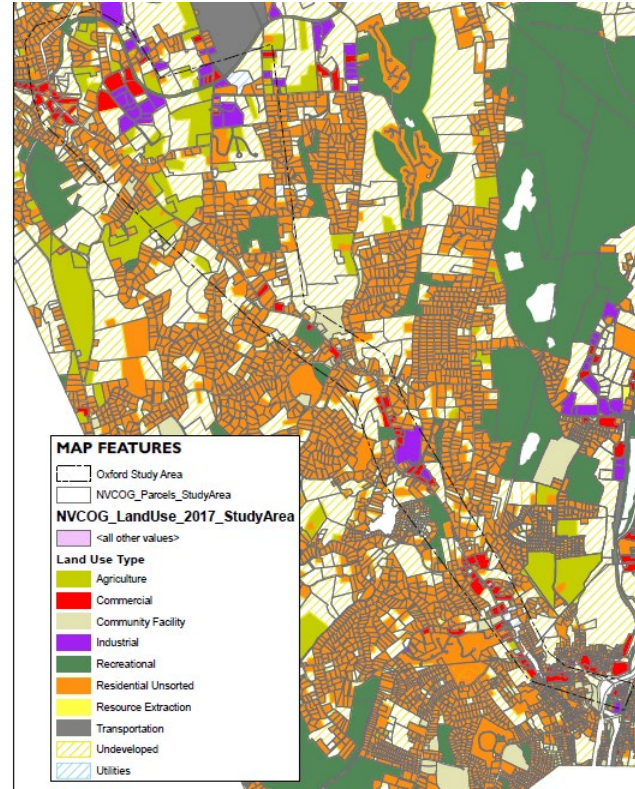 MAP FEATURES
Oxford Study Area
NVCOG_Parcels_StudyArea
NVCOG_LandUse_2017_StudyArea
<all other values>
Land Use Type
Agriculture
Commercial
Community Facility
Industrial
Recreational
Residential Unsorted
Resource Extraction
Transportation
Undeveloped
Utilities